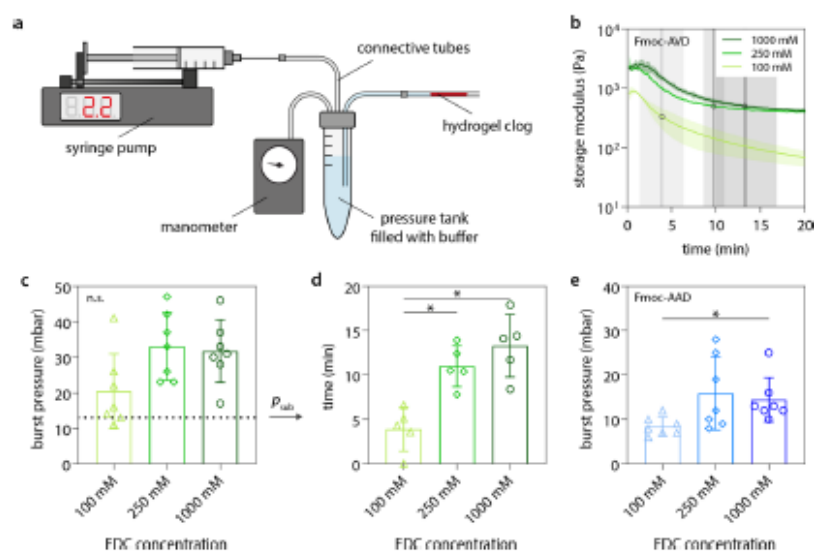 a
connective tubes
2.2
syringe pump
hydrogel clog
manometer
pressure tank
filled with buffer
b
storage modulus (Pa)
10⁴
10³
10²
10¹
Fmoc-AVD
1000 mM
250 mM
100 mM
0
5
10
15
20
time (min)
c
burst pressure (mbar)
50
40
30
20
10
0
n.s.
P_sub
100 mM
250 mM
1000 mM
EDC concentration
d
time (min)
20
15
10
5
0
*
*
100 mM
250 mM
1000 mM
EDC concentration
e
burst pressure (mbar)
40
30
20
10
0
Fmoc-AAD
*
100 mM
250 mM
1000 mM
EDC concentration